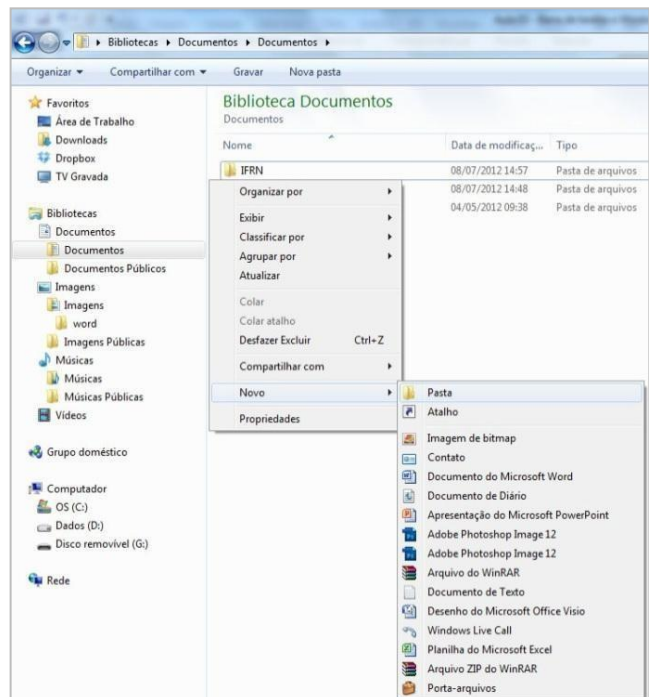 Bibliotecas ▸ Documentos ▸ Documentos ▸
Organizar ▾ Compartilhar com ▾ Gravar Nova pasta
Favoritos
Área de Trabalho
Downloads
Dropbox
TV Gravada
Bibliotecas
Documentos
Documentos
Documentos Públicos
Imagens
Imagens
word
Imagens Públicas
Músicas
Músicas
Músicas Públicas
Vídeos
Grupo doméstico
Computador
OS (C:)
Dados (D:)
Disco removível (G:)
Rede
Biblioteca Documentos
Documentos
Nome Data de modificaç... Tipo
IFRN 08/07/2012 14:57 Pasta de arquivos
08/07/2012 14:48 Pasta de arquivos
04/05/2012 09:38 Pasta de arquivos
Organizar por
Exibir
Classificar por
Agrupar por
Atualizar
Colar
Colar atalho
Desfazer Excluir Ctrl+Z
Compartilhar com
Novo
Propriedades
Pasta
Atalho
Imagem de bitmap
Contato
Documento do Microsoft Word
Documento de Diário
Apresentação do Microsoft PowerPoint
Adobe Photoshop Image 12
Adobe Photoshop Image 12
Arquivo do WinRAR
Documento de Texto
Desenho do Microsoft Office Visio
Windows Live Call
Planilha do Microsoft Excel
Arquivo ZIP do WinRAR
Porta-arquivos